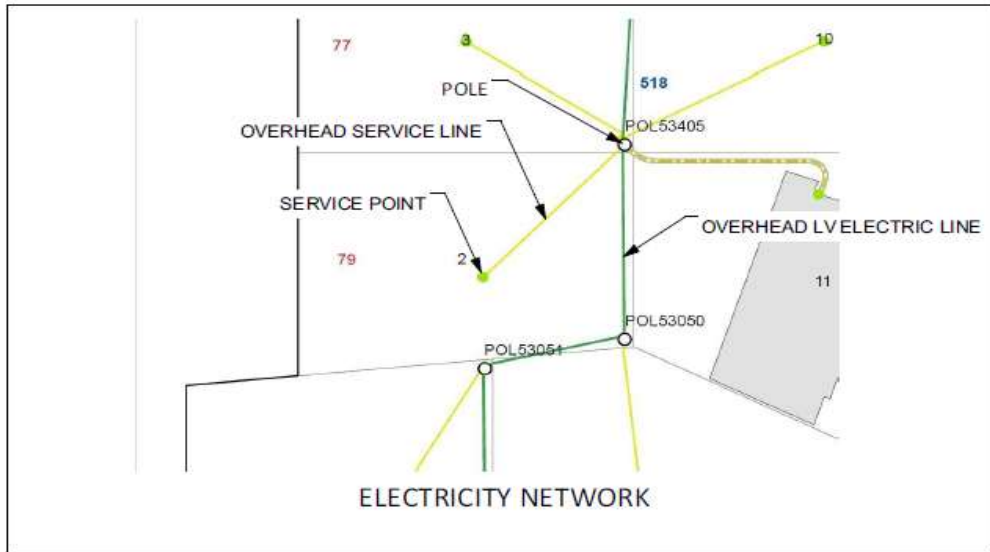 77
3
10
518
POLE
POL53405
OVERHEAD SERVICE LINE
SERVICE POINT
OVERHEAD LV ELECTRIC LINE
79
2
11
POL53050
POL53051
ELECTRICITY NETWORK